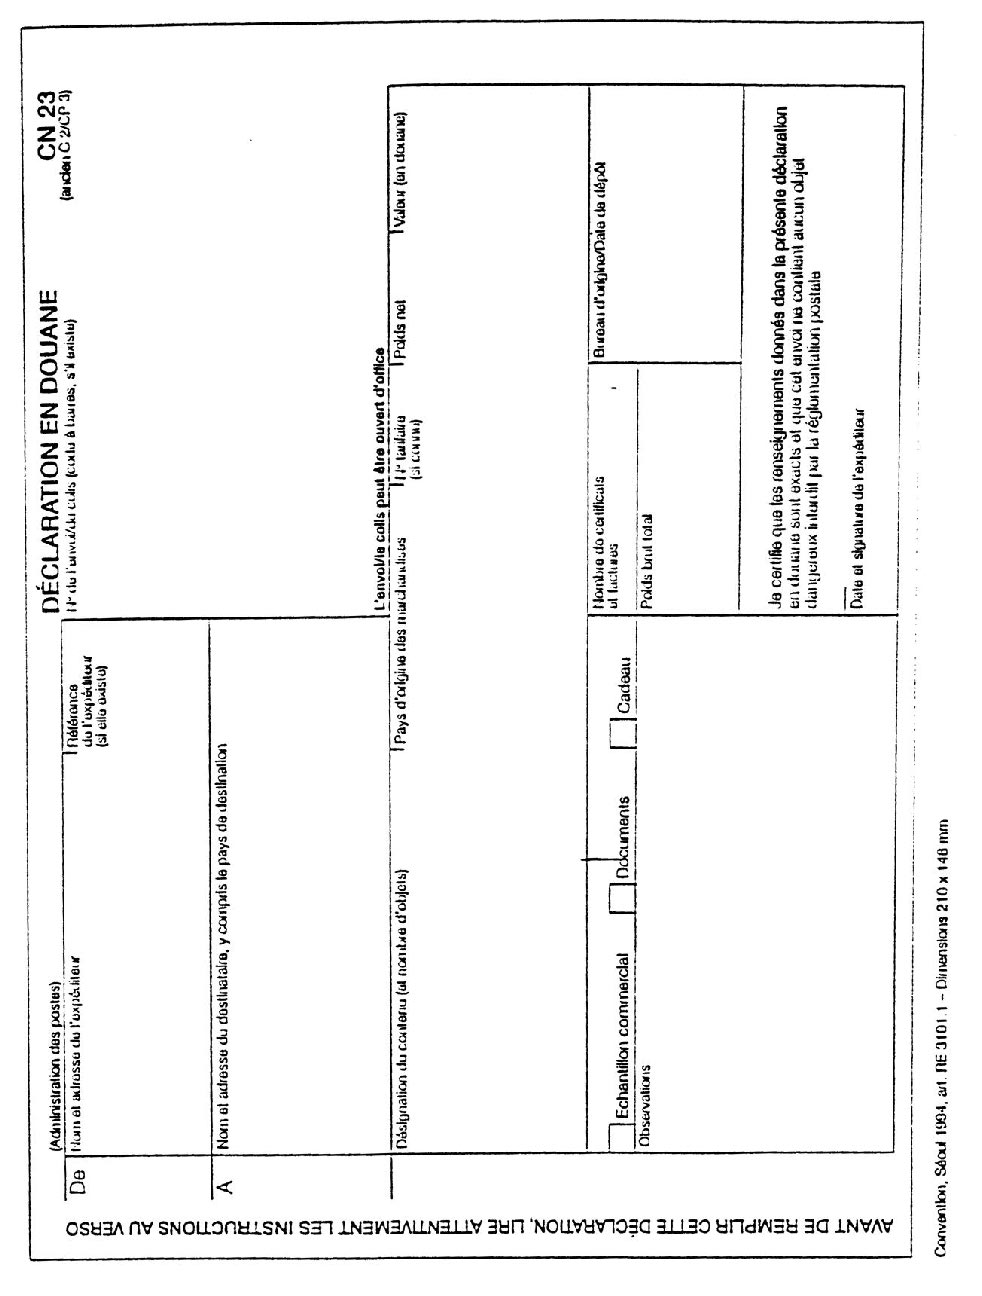 (Administration des postes)
DÉCLARATION EN DOUANE
CN 23
(ancien C 2/CP 3)
De
Nom et adresse de l'expéditeur
Référence
de l'expéditeur
(si elle existe)
N° de l'envoi/du colis (code à barres, s'il existe)
A
Nom et adresse du destinataire, y compris le pays de destination
L'envoi/le colis peut être ouvert d'office
Désignation du contenu (et nombre d'objets)
Pays d'origine des marchandises
N° tarifaire
(si connu)
Poids net
Valeur (en douane)
Echantillon commercial
Documents
Cadeau
Nombre de certificats
et factures
Bureau d'origine/Date de dépôt
Observations
Poids brut total
Je certifie que les renseignements donnés dans la présente déclaration
en douane sont exacts et que cet envoi ne contient aucun objet
dangereux interdit par la réglementation postale
Date et signature de l'expéditeur
AVANT DE REMPLIR CETTE DÉCLARATION, LIRE ATTENTIVEMENT LES INSTRUCTIONS AU VERSO
Convention, Séoul 1994, art. RE 3101.1 – Dimensions 210 x 148 mm